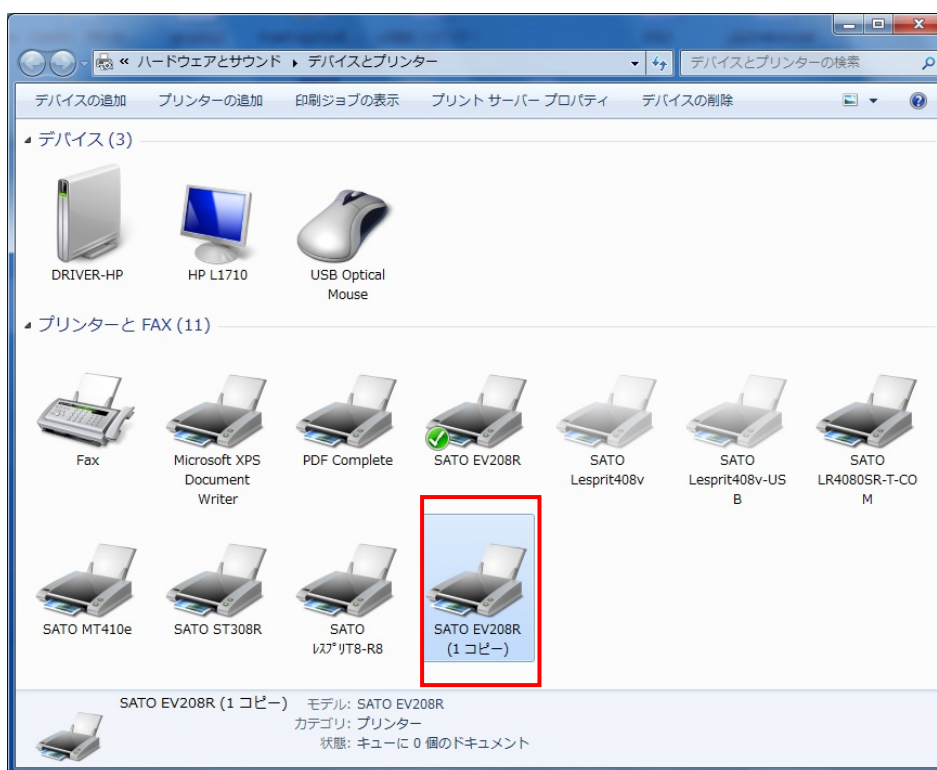 « ハードウェアとサウンド ▸ デバイスとプリンター
デバイスとプリンターの検索
デバイスの追加 プリンターの追加 印刷ジョブの表示 プリント サーバー プロパティ デバイスの削除
デバイス (3)
DRIVER-HP
HP L1710
USB Optical
Mouse
プリンターと FAX (11)
Fax
Microsoft XPS
Document
Writer
PDF Complete
SATO EV208R
SATO
Lesprit408v
SATO
Lesprit408v-US
B
SATO
LR4080SR-T-CO
M
SATO MT410e
SATO ST308R
SATO
ﾚｽﾌﾟﾘT8-R8
SATO EV208R
(1 コピー)
SATO EV208R (1 コピー) モデル: SATO EV208R
カテゴリ: プリンター
状態: キューに 0 個のドキュメント